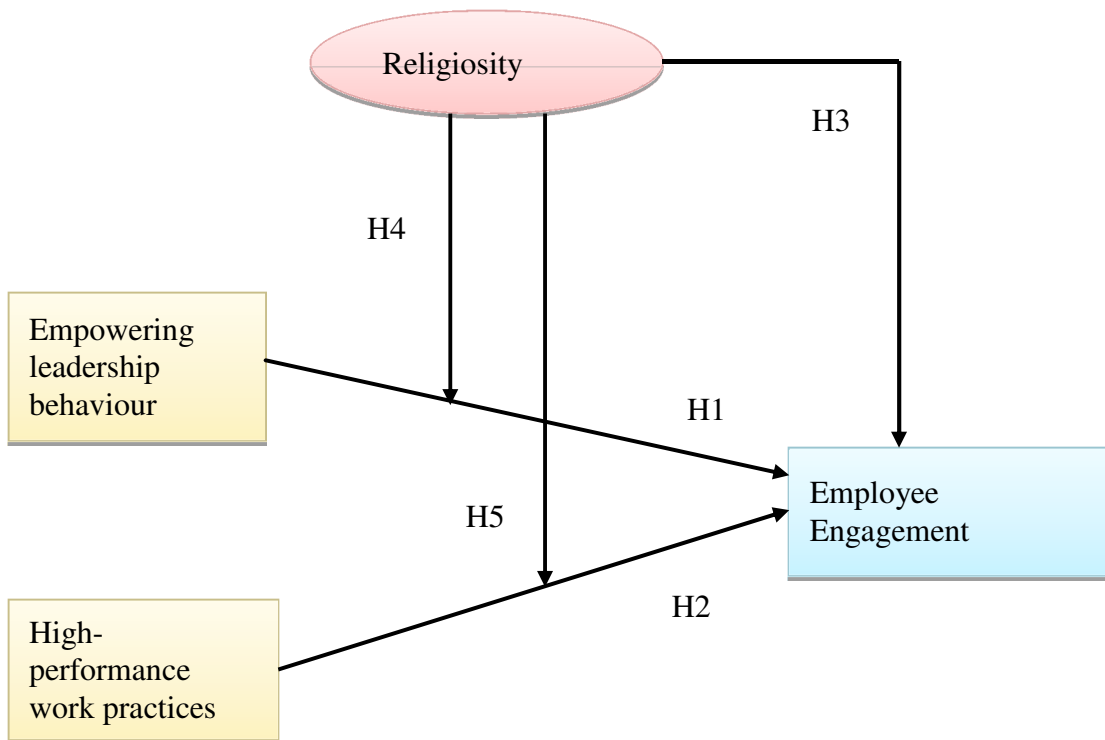 Religiosity
H3
H4
Empowering
leadership
behaviour
H1
Employee
Engagement
H5
H2
High-
performance
work practices